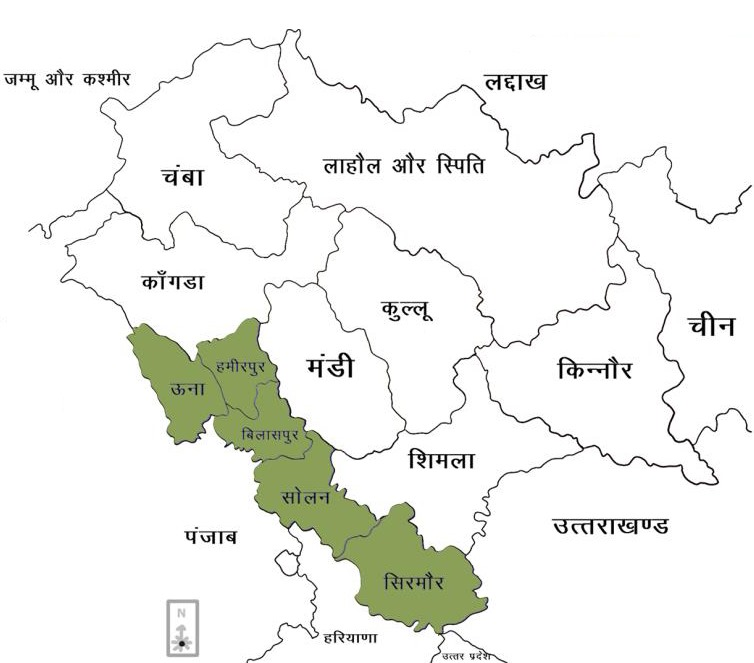 जम्मू और कश्मीर
लद्दाख
चंबा
लाहौल और स्पिति
काँगडा
कुल्लू
चीन
हमीरपुर
मंडी
किन्नौर
ऊना
बिलासपुर
शिमला
सोलन
पंजाब
उत्तराखण्ड
सिरमौर
N
हरियाणा
उत्तर प्रदेश